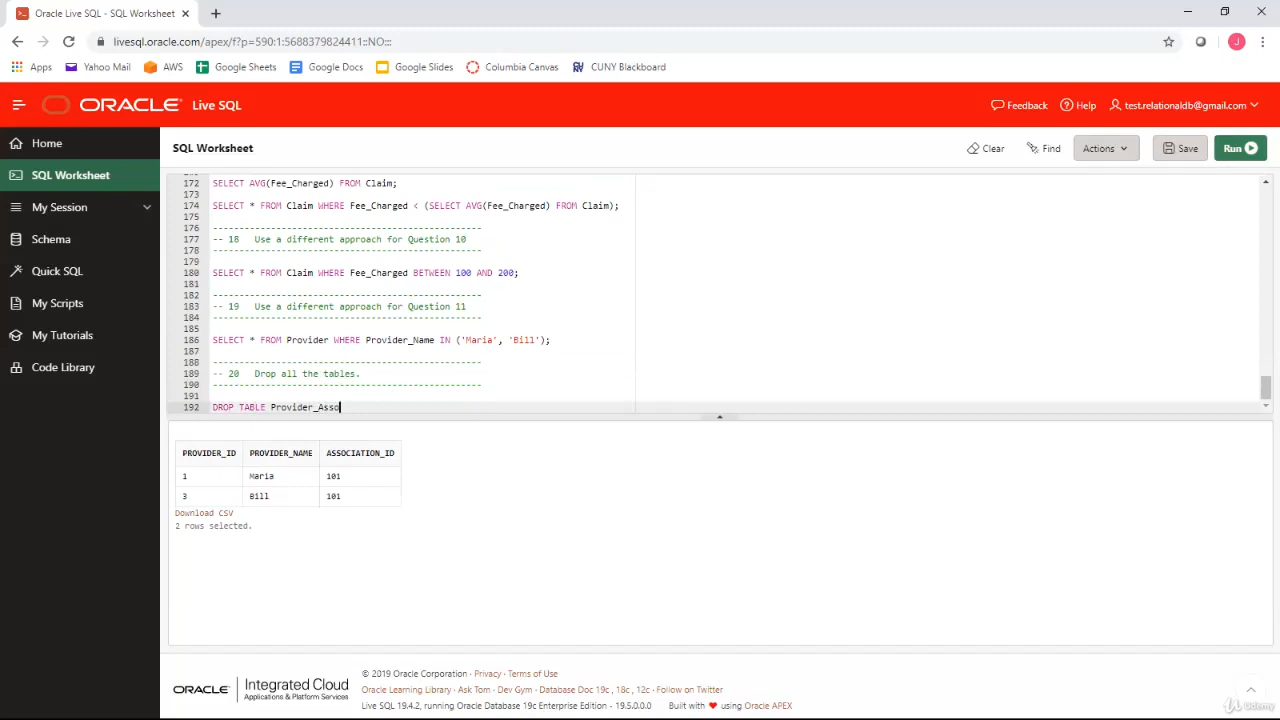 Oracle Live SQL - SQL Worksheet
livesql.oracle.com/apex/f?p=590:1:5688379824411::NO:::
J
Apps Yahoo Mail AWS Google Sheets Google Docs Google Slides Columbia Canvas CUNY Blackboard
ORACLE Live SQL
Feedback Help test.relationaldb@gmail.com
Home
SQL Worksheet
My Session
Schema
Quick SQL
My Scripts
My Tutorials
Code Library
SQL Worksheet
Clear Find Actions Save Run
172 SELECT AVG(Fee_Charged) FROM Claim;
173
174 SELECT * FROM Claim WHERE Fee_Charged < (SELECT AVG(Fee_Charged) FROM Claim);
175
176 --------------------------------------------------
177 -- 18 Use a different approach for Question 10
178 --------------------------------------------------
179
180 SELECT * FROM Claim WHERE Fee_Charged BETWEEN 100 AND 200;
181
182 --------------------------------------------------
183 -- 19 Use a different approach for Question 11
184 --------------------------------------------------
185
186 SELECT * FROM Provider WHERE Provider_Name IN ('Maria', 'Bill');
187
188 --------------------------------------------------
189 -- 20 Drop all the tables.
190 --------------------------------------------------
191
192 DROP TABLE Provider_Asso
PROVIDER_ID PROVIDER_NAME ASSOCIATION_ID
1 Maria 101
3 Bill 101
Download CSV
2 rows selected.
ORACLE Integrated Cloud
Applications & Platform Services
© 2019 Oracle Corporation · Privacy · Terms of Use
Oracle Learning Library · Ask Tom · Dev Gym · Database Doc 19c, 18c, 12c · Follow on Twitter
Live SQL 19.4.2, running Oracle Database 19c Enterprise Edition - 19.5.0.0.0 Built with ♥ using Oracle APEX
Udemy